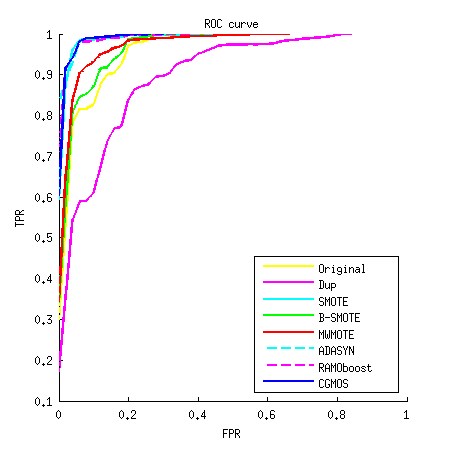 ROC curve
1
0.9
0.8
0.7
0.6
0.5
0.4
0.3
0.2
0.1
TPR
Original
Dup
SMOTE
B-SMOTE
MWMOTE
ADASYN
RAMOboost
CGMOS
0 0.2 0.4 0.6 0.8 1
FPR